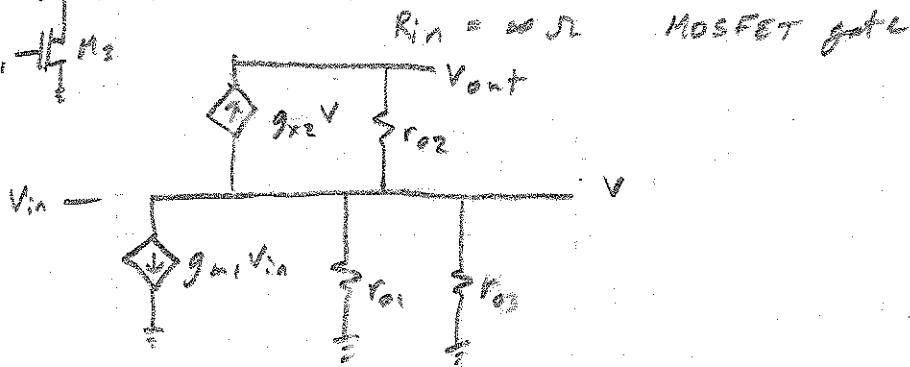 Rin = ∞ Ω MOSFET gate
M3
Vout
gx2 V
ro2
Vin
V
gm1 Vin
ro1
ro3